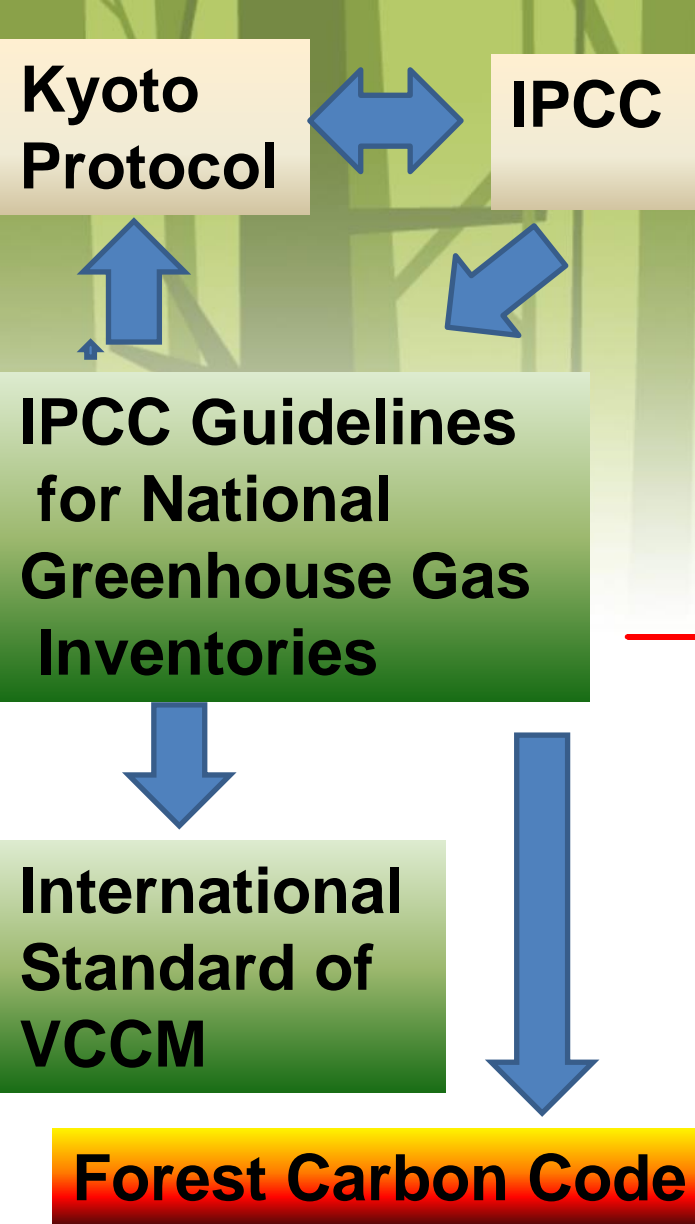 Kyoto
Protocol
IPCC
IPCC Guidelines
for National
Greenhouse Gas
Inventories
International
Standard of
VCCM
Forest Carbon Code